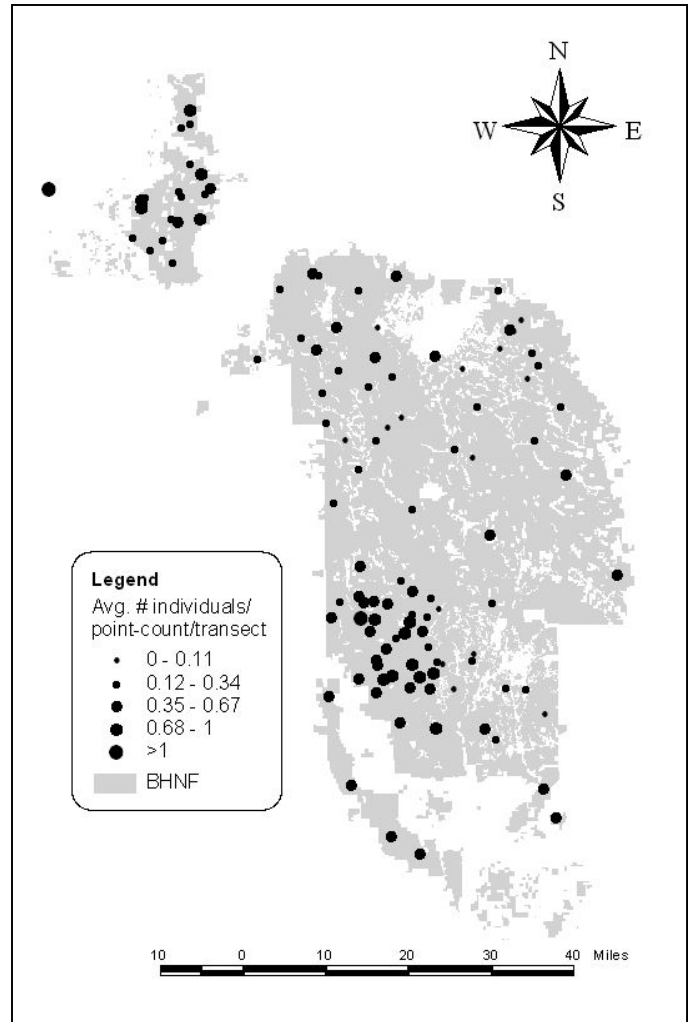 N
W E
S
Legend
Avg. # individuals/
point-count/transect
0 - 0.11
0.12 - 0.34
0.35 - 0.67
0.68 - 1
>1
BHNF
10 0 10 20 30 40 Miles